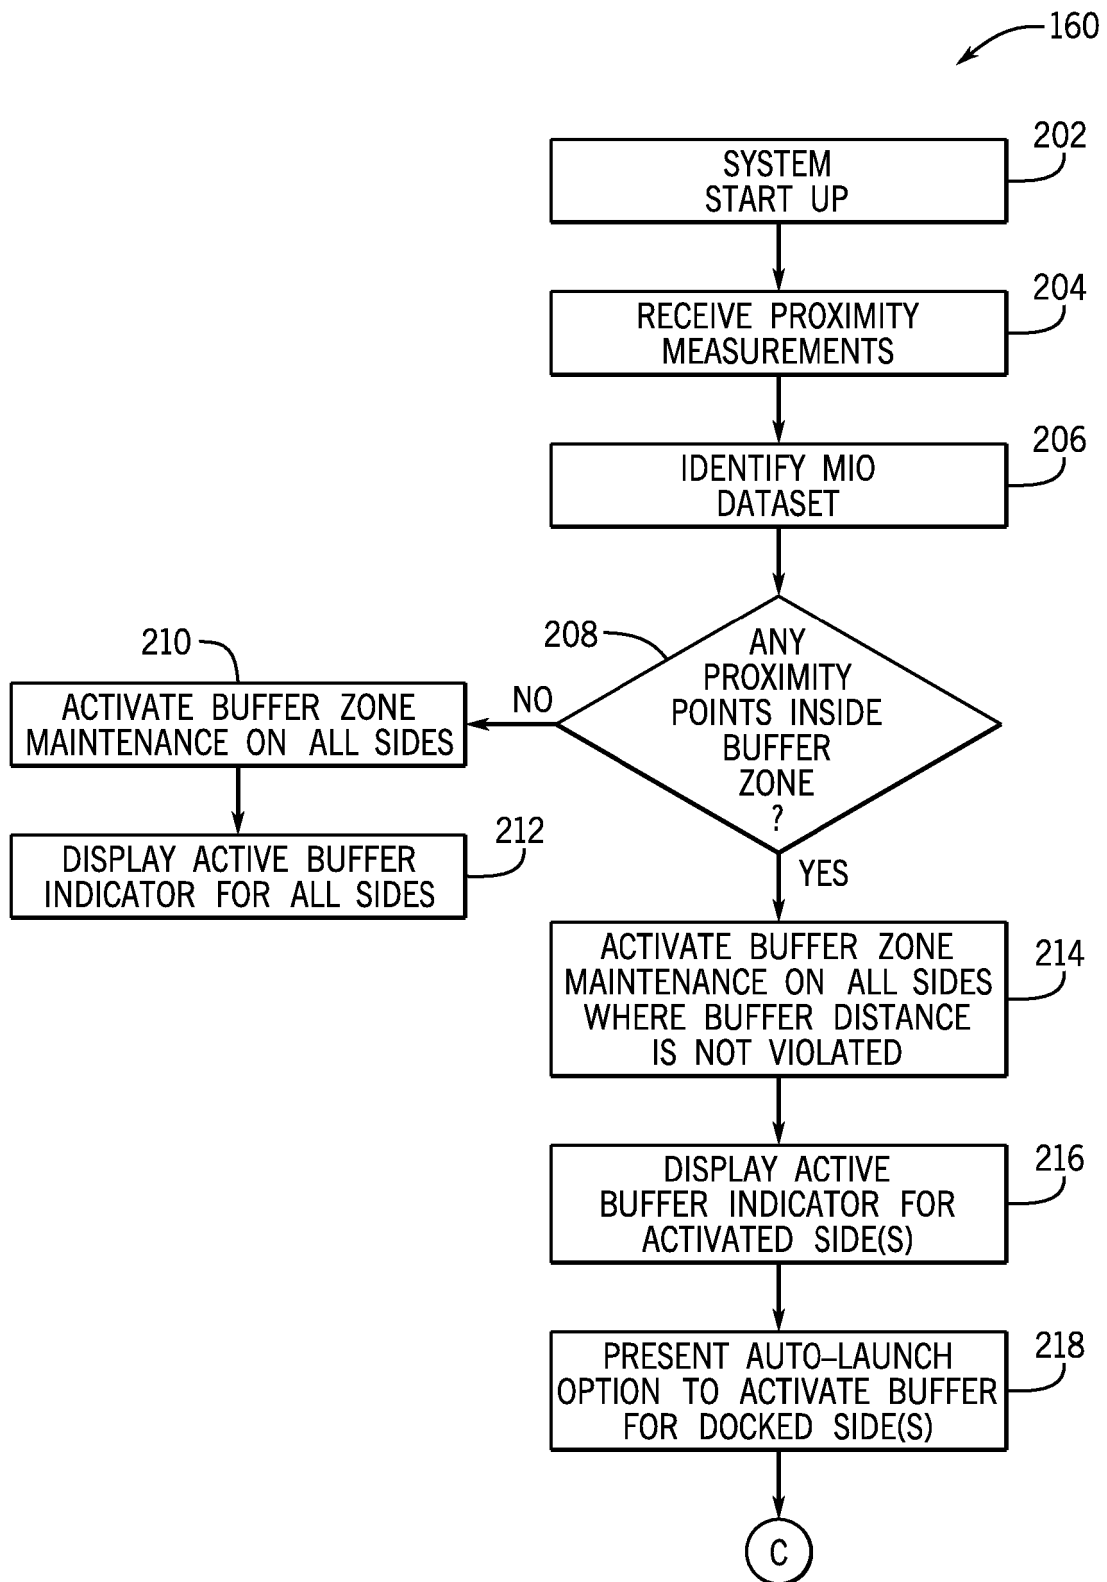 160
202
SYSTEM
START UP
204
RECEIVE PROXIMITY
MEASUREMENTS
206
IDENTIFY MIO
DATASET
208
ANY
PROXIMITY
POINTS INSIDE
BUFFER
ZONE
?
NO
210
ACTIVATE BUFFER ZONE
MAINTENANCE ON ALL SIDES
212
DISPLAY ACTIVE BUFFER
INDICATOR FOR ALL SIDES
YES
214
ACTIVATE BUFFER ZONE
MAINTENANCE ON ALL SIDES
WHERE BUFFER DISTANCE
IS NOT VIOLATED
216
DISPLAY ACTIVE
BUFFER INDICATOR FOR
ACTIVATED SIDE(S)
218
PRESENT AUTO–LAUNCH
OPTION TO ACTIVATE BUFFER
FOR DOCKED SIDE(S)
C